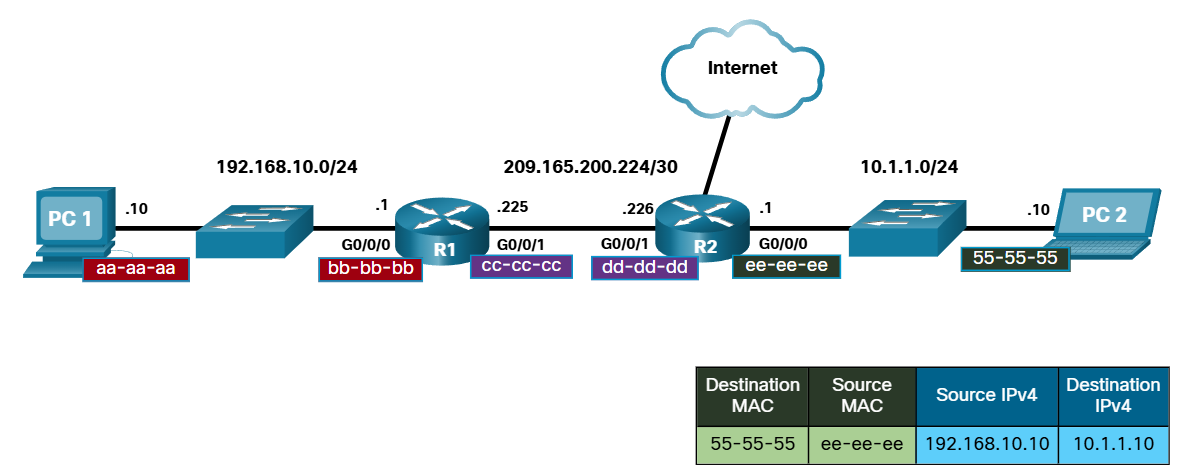 Internet
192.168.10.0/24
209.165.200.224/30
10.1.1.0/24
PC 1
.10
.1
.225
.226
.1
.10
PC 2
G0/0/0
R1
G0/0/1
G0/0/1
R2
G0/0/0
aa-aa-aa
bb-bb-bb
cc-cc-cc
dd-dd-dd
ee-ee-ee
55-55-55
Destination MAC
Source MAC
Source IPv4
Destination IPv4
55-55-55
ee-ee-ee
192.168.10.10
10.1.1.10